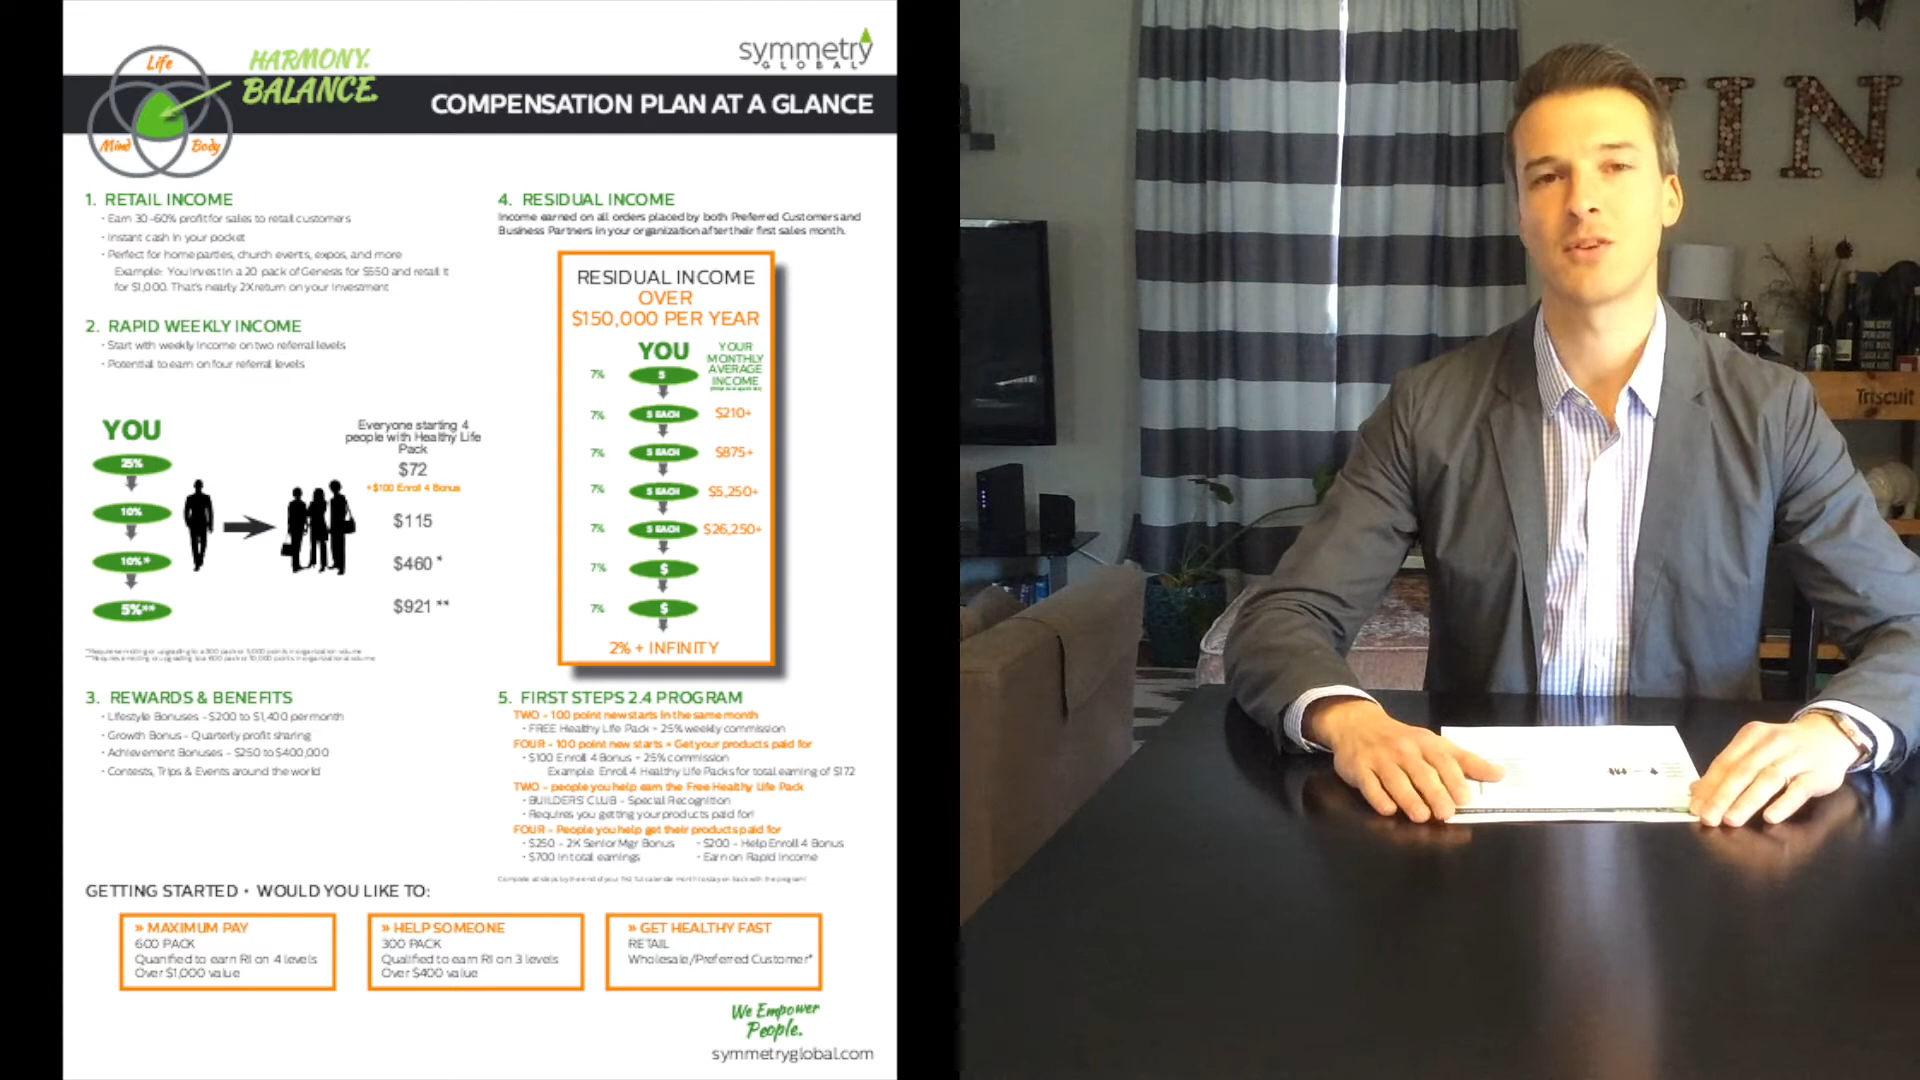 Life
Mind
Body
HARMONY.
BALANCE.
symmetry
GLOBAL
COMPENSATION PLAN AT A GLANCE
1. RETAIL INCOME
• Earn 30-60% profit for sales to retail customers
• Instant cash in your pocket
• Perfect for home parties, church events, expos, and more
Example: You invest in a 20 pack of Genesis for $550 and retail it
for $1,000. That's nearly 2X return on your investment
2. RAPID WEEKLY INCOME
• Start with weekly income on two referral levels
• Potential to earn on four referral levels
YOU
25%
10%
10%*
5%**
Everyone starting 4
people with Healthy Life
Pack
$72
+$100 Enroll 4 Bonus
$115
$460 *
$921 **
3. REWARDS & BENEFITS
• Lifestyle Bonuses - $200 to $1,400 per month
• Growth Bonus - Quarterly profit sharing
• Achievement Bonuses - $250 to $400,000
• Contests, Trips & Events around the world
4. RESIDUAL INCOME
Income earned on all orders placed by both Preferred Customers and
Business Partners in your organization after their first sales month.
RESIDUAL INCOME
OVER
$150,000 PER YEAR
YOU
YOUR
MONTHLY
AVERAGE
INCOME
7% 5
7% 5 EACH $210+
7% 5 EACH $875+
7% 5 EACH $5,250+
7% 5 EACH $26,250+
7% $
7% $
2% + INFINITY
5. FIRST STEPS 2.4 PROGRAM
TWO - 100 point new starts in the same month
• FREE Healthy Life Pack + 25% weekly commission
FOUR - 100 point new starts = Get your products paid for
• $100 Enroll 4 Bonus + 25% commission
Example: Enroll 4 Healthy Life Packs for total earning of $172
TWO - people you help earn the Free Healthy Life Pack
• BUILDERS' CLUB - Special Recognition
• Requires you getting your products paid for!
FOUR - People you help get their products paid for
• $250 - 2K Senior Mgr Bonus • $200 - Help Enroll 4 Bonus
• $700 in total earnings • Earn on Rapid Income
GETTING STARTED • WOULD YOU LIKE TO:
» MAXIMUM PAY
600 PACK
Quanfied to earn RI on 4 levels
Over $1,000 value
» HELP SOMEONE
300 PACK
Qualified to earn RI on 3 levels
Over $400 value
» GET HEALTHY FAST
RETAIL
Wholesale/Preferred Customer*
We Empower
People.
symmetryglobal.com
IN
Triscuit